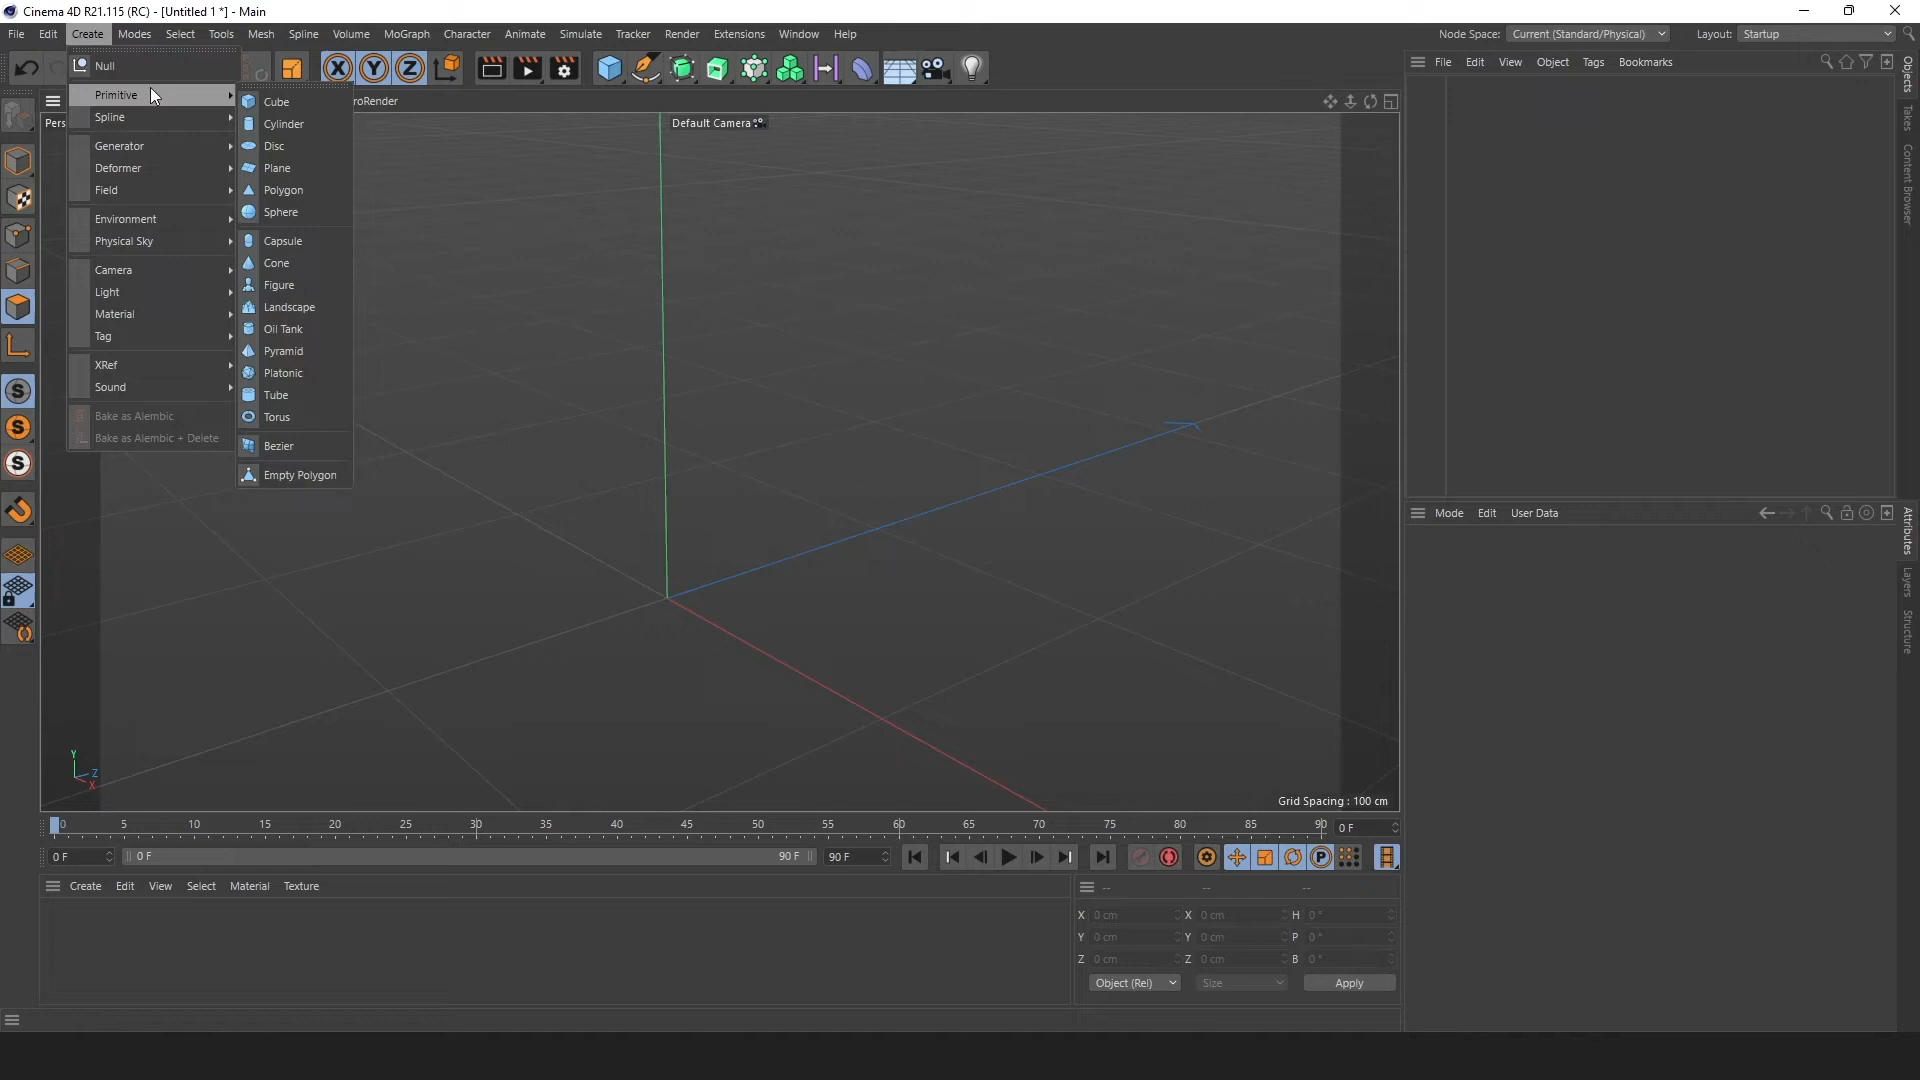 Cinema 4D R21.115 (RC) - [Untitled 1 *] - Main
File Edit Create Modes Select Tools Mesh Spline Volume MoGraph Character Animate Simulate Tracker Render Extensions Window Help
Node Space: Current (Standard/Physical) Layout: Startup
Null
Primitive
Spline
Generator
Deformer
Field
Environment
Physical Sky
Camera
Light
Material
Tag
XRef
Sound
Bake as Alembic
Bake as Alembic + Delete
Cube
Cylinder
Disc
Plane
Polygon
Sphere
Capsule
Cone
Figure
Landscape
Oil Tank
Pyramid
Platonic
Tube
Torus
Bezier
Empty Polygon
X Y Z
roRender
Pers
Default Camera
S
S
S
Y
Z
X
Grid Spacing : 100 cm
File Edit View Object Tags Bookmarks
Objects
Takes
Content Browser
Mode Edit User Data
Attributes
Layers
Structure
0 5 10 15 20 25 30 35 40 45 50 55 60 65 70 75 80 85 90 0 F
0 F 0 F 90 F 90 F P
Create Edit View Select Material Texture
-- -- --
X 0 cm X 0 cm H 0 °
Y 0 cm Y 0 cm P 0 °
Z 0 cm Z 0 cm B 0 °
Object (Rel) Size Apply